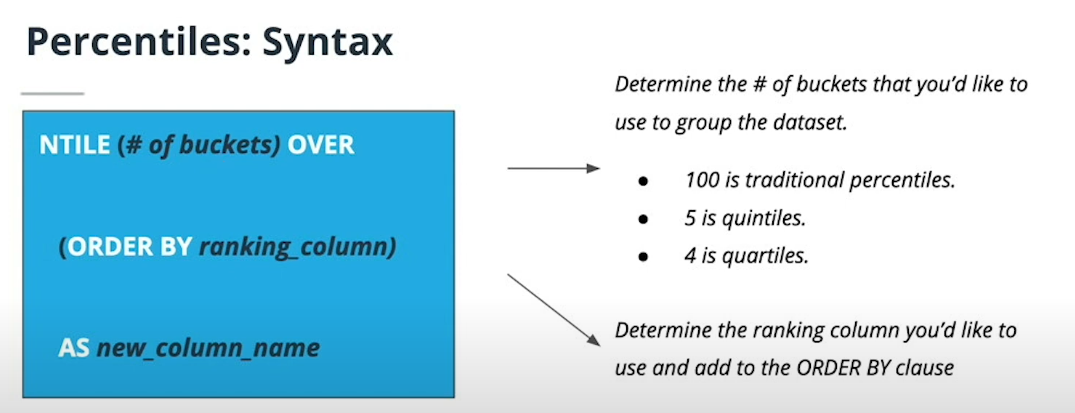 Percentiles: Syntax
NTILE (# of buckets) OVER
(ORDER BY ranking_column)
AS new_column_name
Determine the # of buckets that you’d like to
use to group the dataset.
● 100 is traditional percentiles.
● 5 is quintiles.
● 4 is quartiles.
Determine the ranking column you’d like to
use and add to the ORDER BY clause